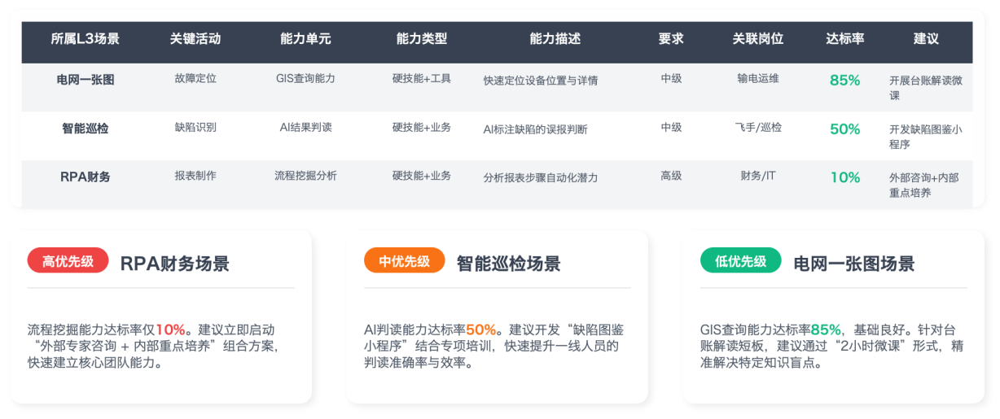 所属L3场景 关键活动 能力单元 能力类型 能力描述 要求 关联岗位 达标率 建议
电网一张图 故障定位 GIS查询能力 硬技能+工具 快速定位设备位置与详情 中级 输电运维 85% 开展台账解读微
课
智能巡检 缺陷识别 AI结果判读 硬技能+业务 AI标注缺陷的误报判断 中级 飞手/巡检 50% 开发缺陷图鉴小
程序
RPA财务 报表制作 流程挖掘分析 硬技能+业务 分析报表步骤自动化潜力 高级 财务/IT 10% 外部咨询+内部
重点培养
高优先级 RPA财务场景
流程挖掘能力达标率仅10%。建议立即启动
“外部专家咨询 + 内部重点培养”组合方案，
快速建立核心团队能力。
中优先级 智能巡检场景
AI判读能力达标率50%。建议开发“缺陷图鉴
小程序”结合专项培训，快速提升一线人员的
判读准确率与效率。
低优先级 电网一张图场景
GIS查询能力达标率85%，基础良好。针对台
账解读短板，建议通过“2小时微课”形式，精
准解决特定知识盲点。